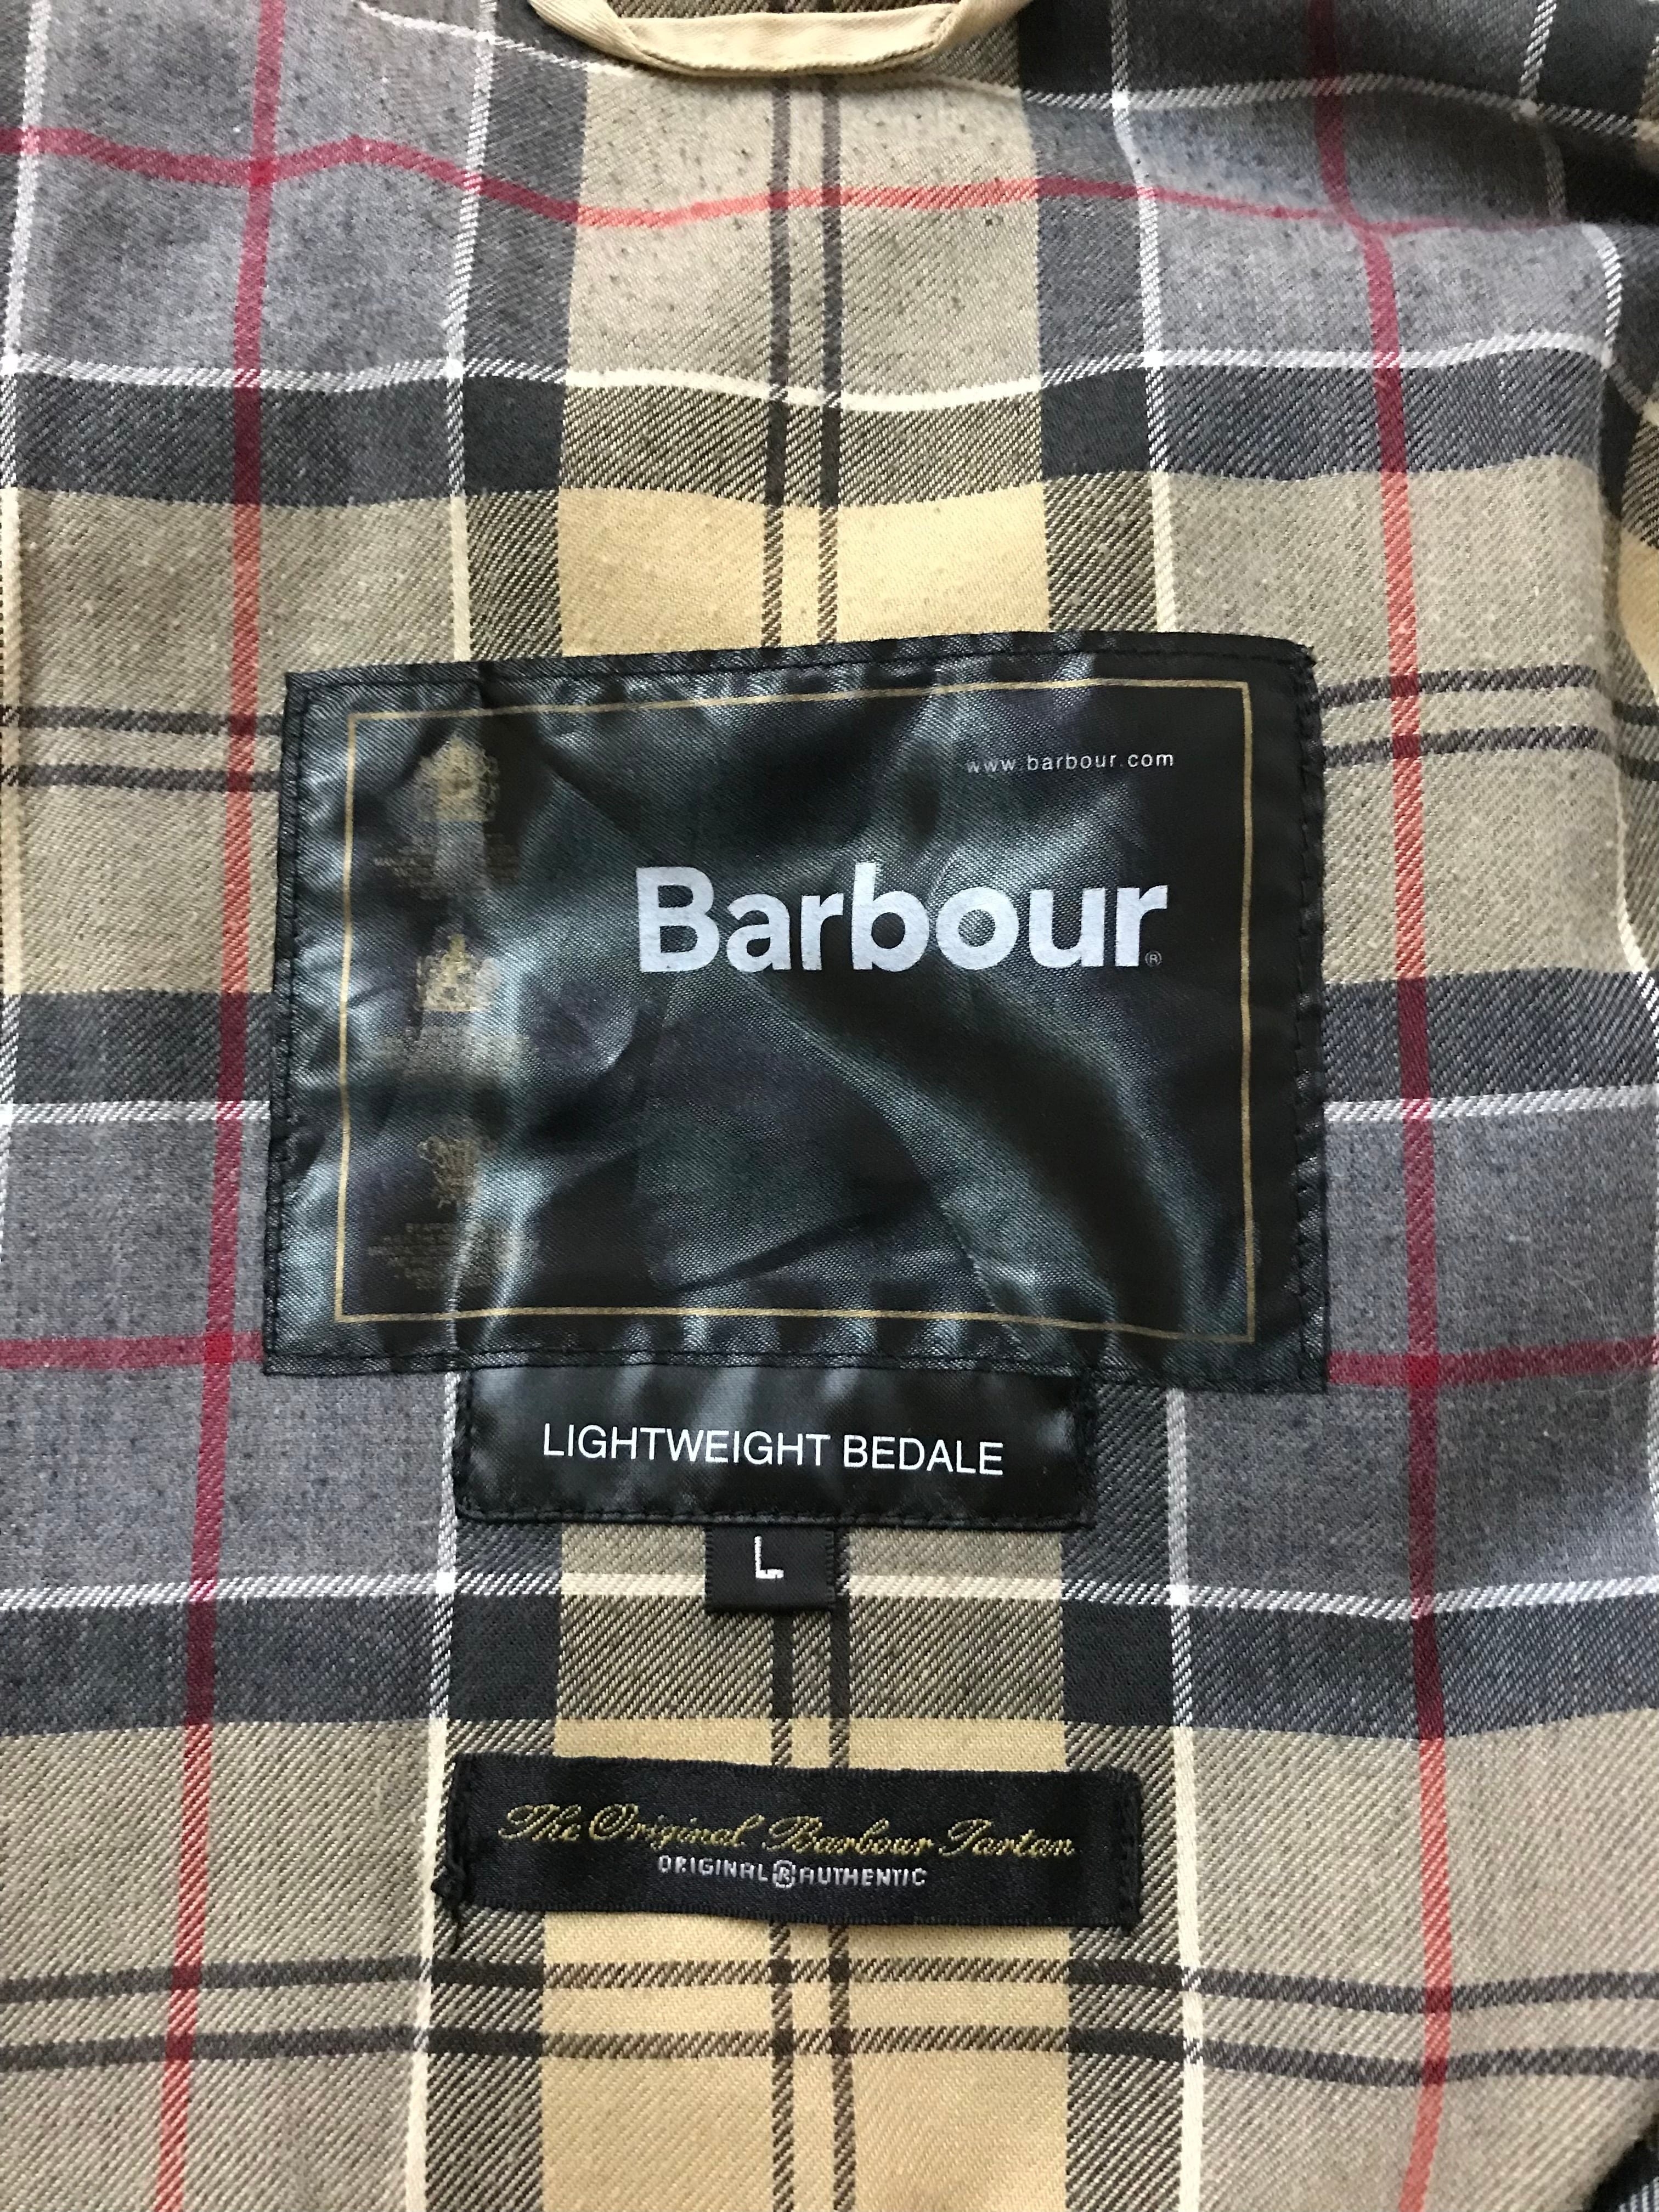 www.barbour.com
Barbour®
LIGHTWEIGHT BEDALE
L
The Original Barbour Tartan
ORIGINAL ® AUTHENTIC